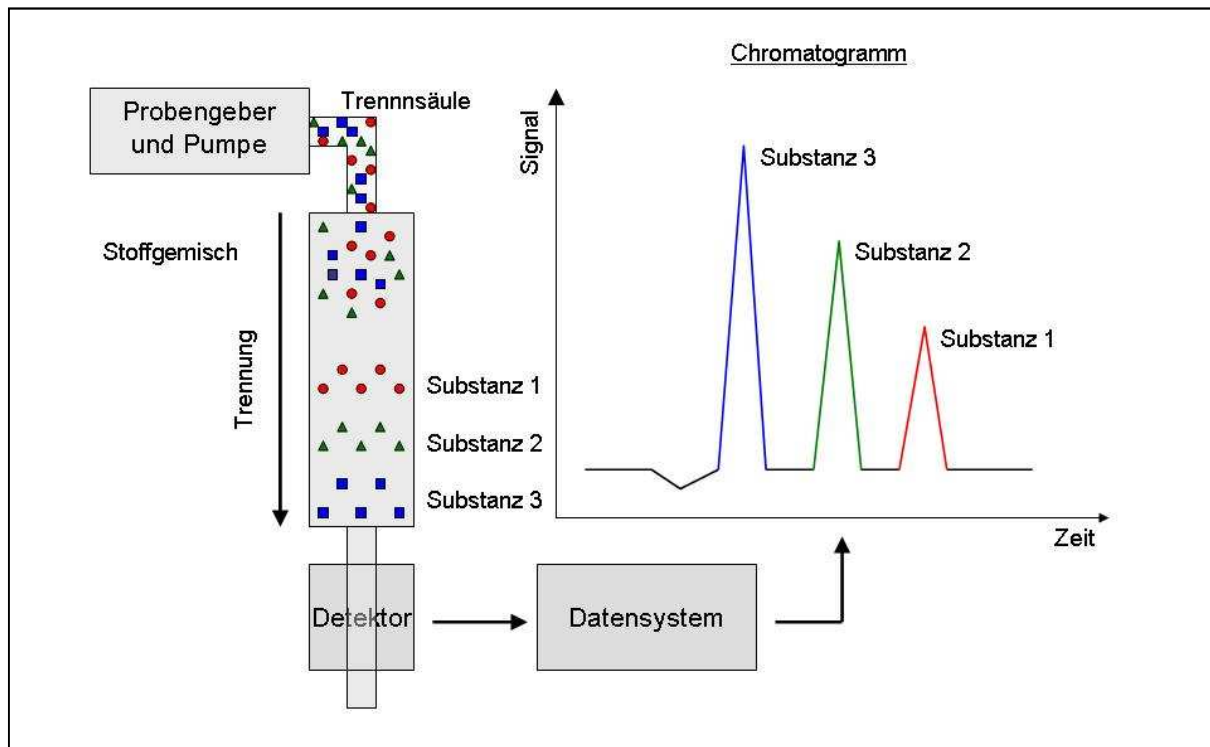 Chromatogramm
Probengeber
und Pumpe
Trennnsäule
Stoffgemisch
Trennung
Substanz 1
Substanz 2
Substanz 3
Detektor
Datensystem
Signal
Substanz 3
Substanz 2
Substanz 1
Zeit